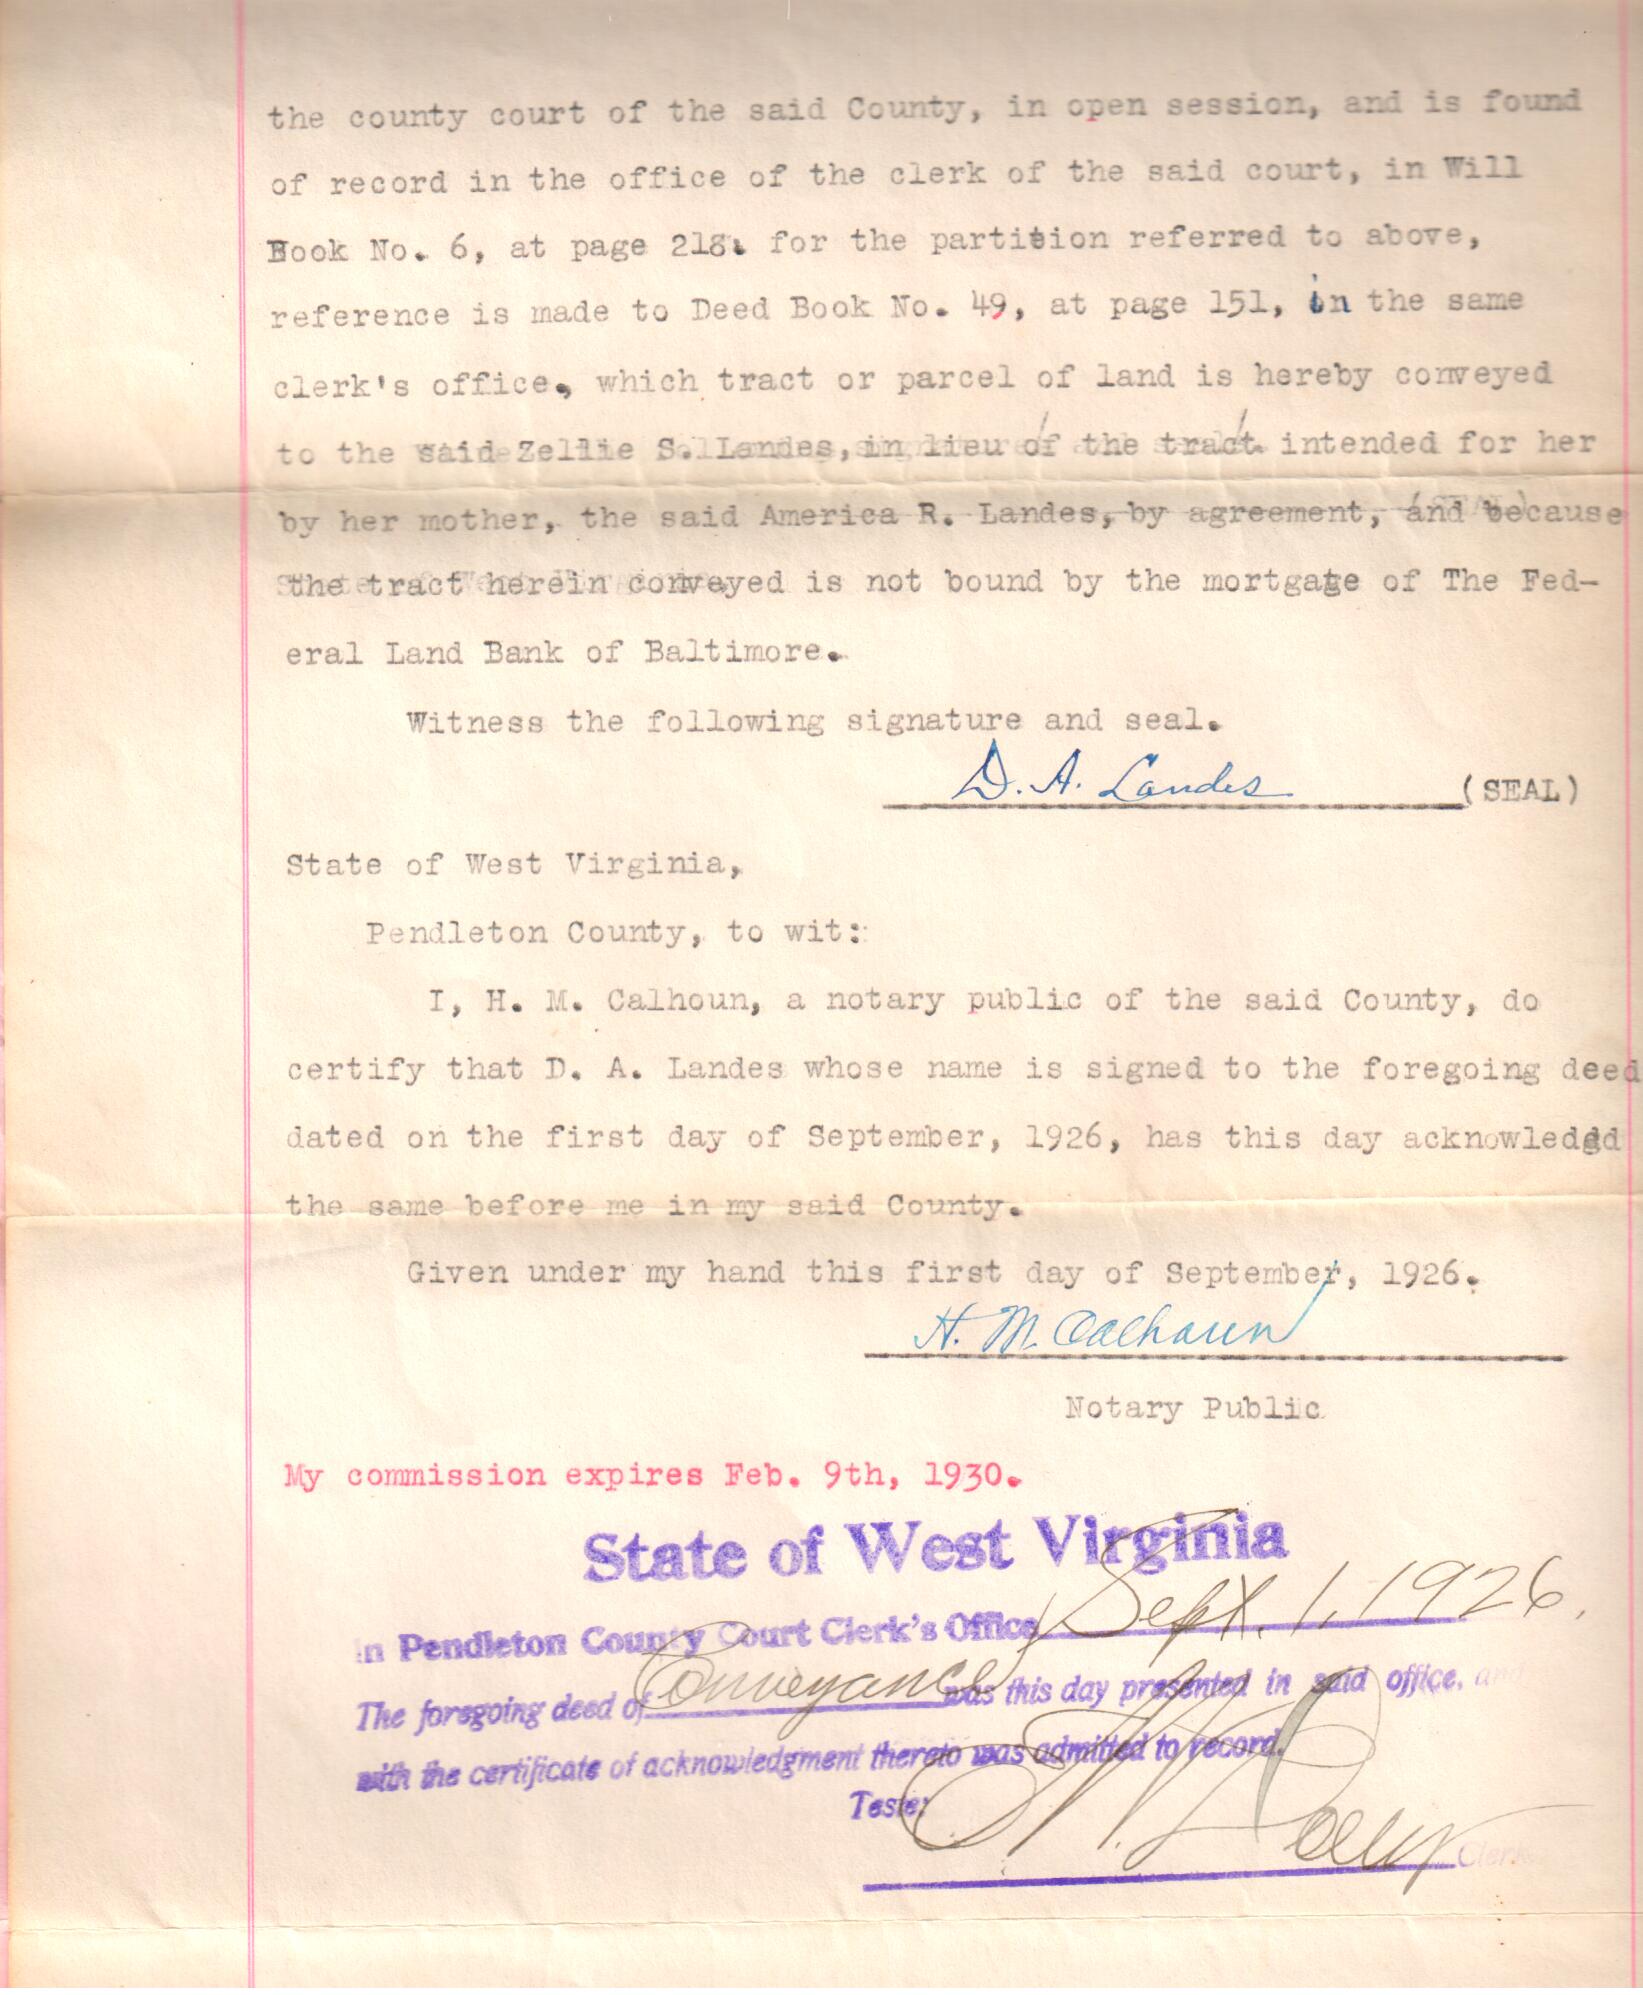 the county court of the said County, in open session, and is found
of record in the office of the clerk of the said court, in Will
Book No. 6, at page 218. for the partition referred to above,
reference is made to Deed Book No. 49, at page 151, in the same
clerk's office, which tract or parcel of land is hereby conveyed
to the said Zellie S. Landes, in lieu of the tract intended for her
by her mother, the said America R. Landes, by agreement, and because
the tract herein conveyed is not bound by the mortgage of The Fed-
eral Land Bank of Baltimore.
Witness the following signature and seal.
D. A. Landes (SEAL)
State of West Virginia,
Pendleton County, to wit:
I, H. M. Calhoun, a notary public of the said County, do
certify that D. A. Landes whose name is signed to the foregoing deed
dated on the first day of September, 1926, has this day acknowledgd
the same before me in my said County.
Given under my hand this first day of September, 1926.
H. M. Calhoun
Notary Public
My commission expires Feb. 9th, 1930.
State of West Virginia
In Pendleton County Court Clerk's Office Sept. 1, 1926.
The foregoing deed of Conveyance was this day presented in said office, and
with the certificate of acknowledgment thereto was admitted to record.
Teste:
Clerk